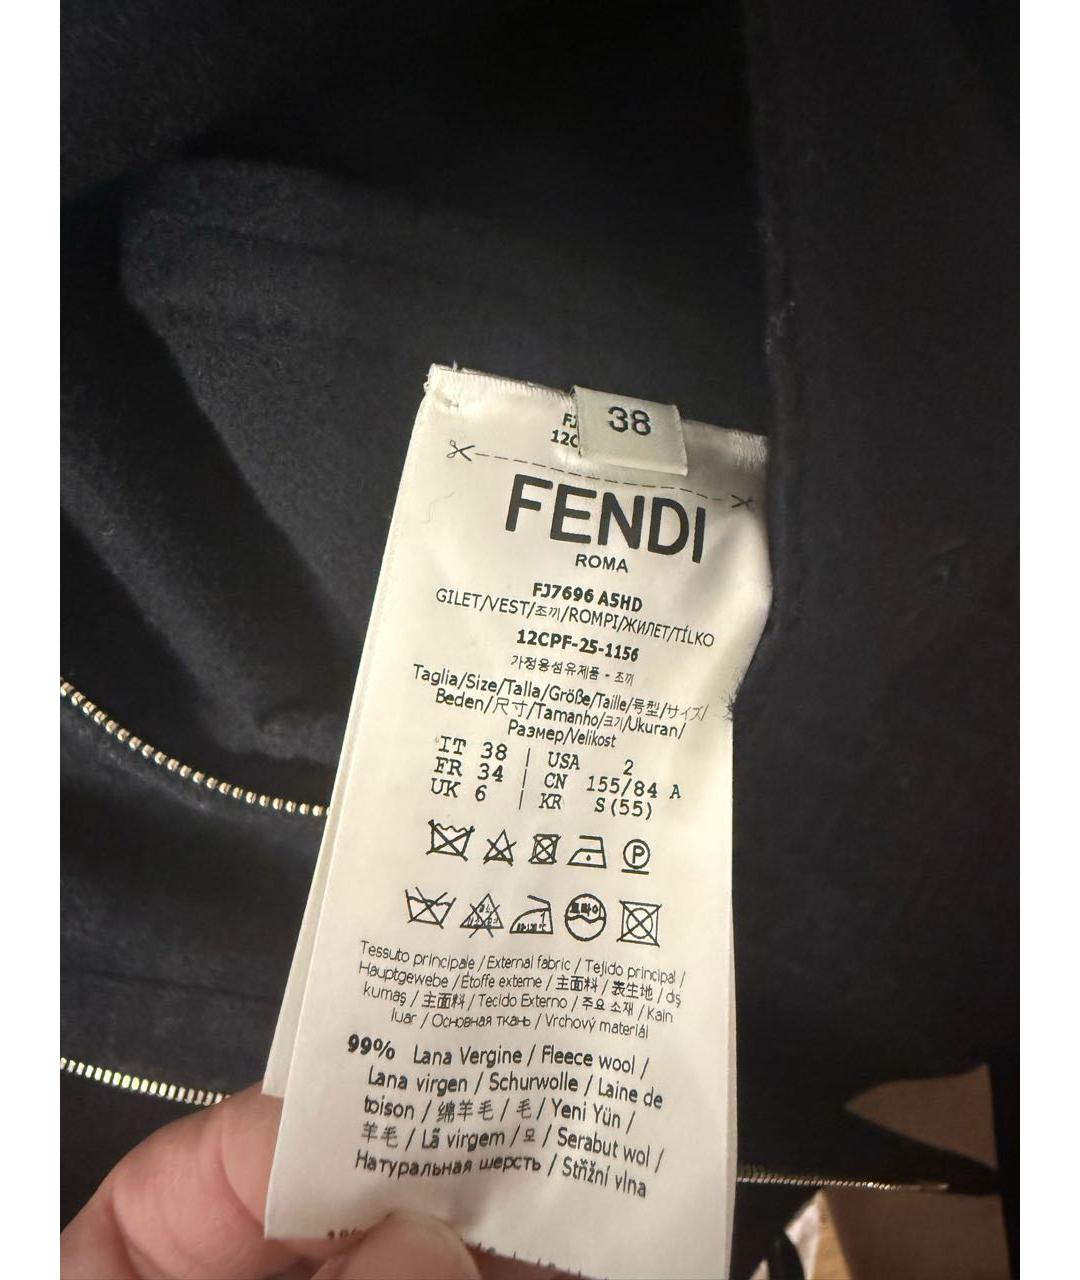 38
FENDI
ROMA
FJ7696 A5HD
GILET/VEST/조끼/ROMPI/ЖИЛЕТ/TÍLKO
12CPF-25-1156
가정용섬유제품 - 조끼
Taglia/Size/Talla/Größe/Taille/号型/サイズ/
Beden/尺寸/Tamanho/크기/Ukuran/
Размер/Velikost
IT 38 | USA 2
FR 34 | CN 155/84 A
UK 6 | KR S(55)
P
드라이
Tessuto principale / External fabric / Tejido principal /
Hauptgewebe / Étoffe externe / 主面料 / 表生地 / dış
kumaş / 主面料 / Tecido Externo / 주요 소재 / Kain
luar / Основная ткань / Vrchový materiál
99% Lana Vergine / Fleece wool /
Lana virgen / Schurwolle / Laine de
toison / 绵羊毛 / 毛 / Yeni Yün /
羊毛 / Lã virgem / 모 / Serabut wol /
Натуральная шерсть / Střižní vlna